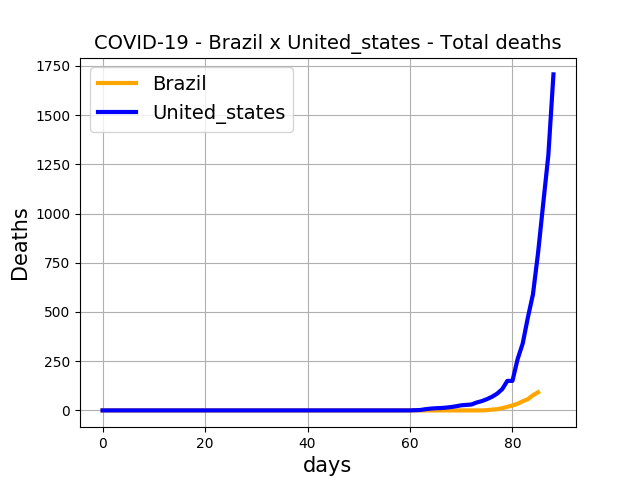 COVID-19 - Brazil x United_states - Total deaths
1750
1500
1250
1000
750
500
250
0
Deaths
Brazil
United_states
0 20 40 60 80
days